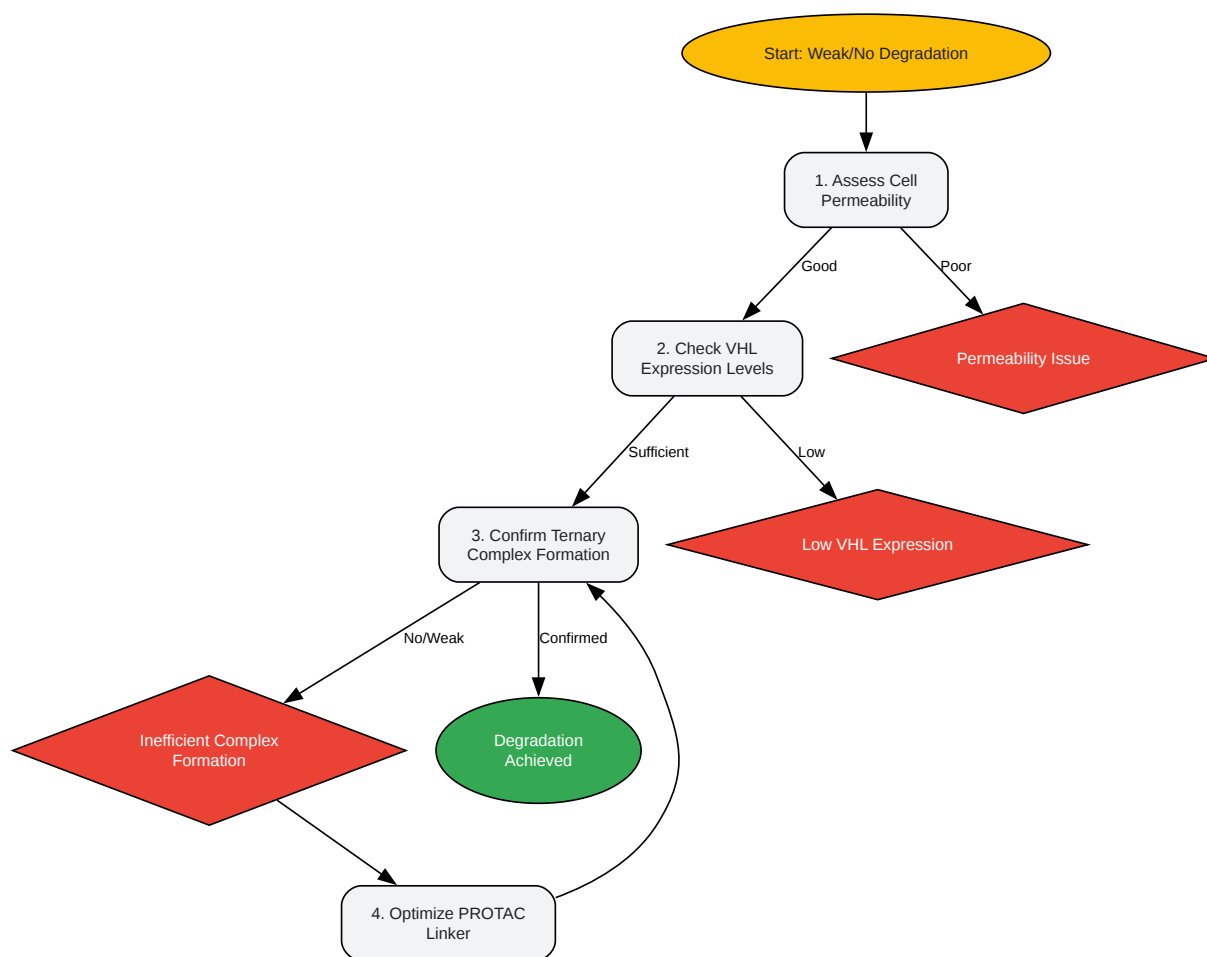 Start: Weak/No Degradation
1. Assess Cell
Permeability
Good
Poor
2. Check VHL
Expression Levels
Permeability Issue
Sufficient
Low
3. Confirm Ternary
Complex Formation
Low VHL Expression
No/Weak
Confirmed
Inefficient Complex
Formation
Degradation
Achieved
4. Optimize PROTAC
Linker